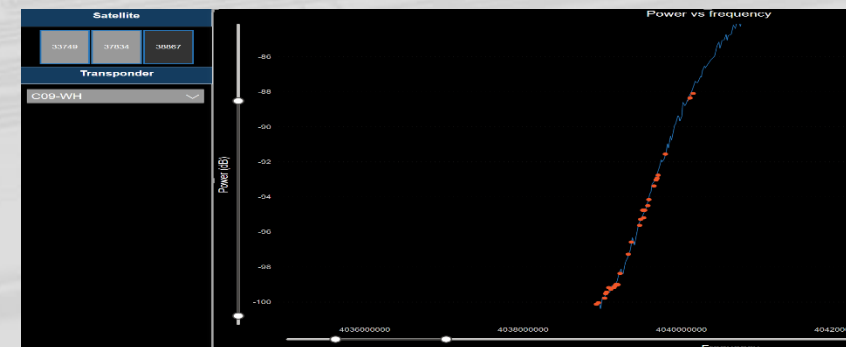 Satellite
33749 37834 38867
Transponder
C09-WH
Power vs frequency
Power (dB)
-86
-88
-90
-92
-94
-96
-98
-100
4036000000 4038000000 4040000000